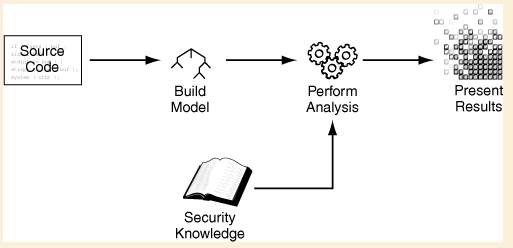 Source
Code
Build
Model
Perform
Analysis
Present
Results
Security
Knowledge